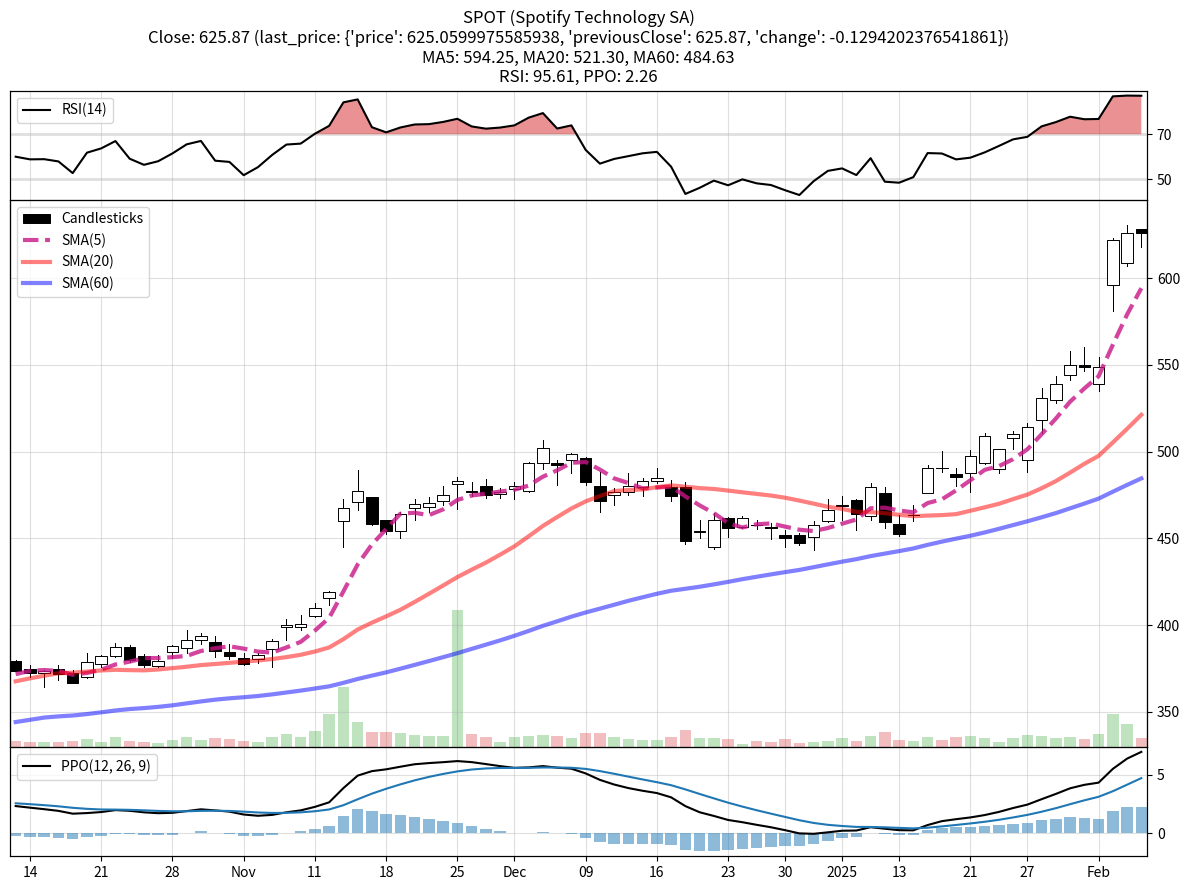 SPOT (Spotify Technology SA)
Close: 625.87 (last_price: {'price': 625.0599975585938, 'previousClose': 625.87, 'change': -0.1294202376541861})
MA5: 594.25, MA20: 521.30, MA60: 484.63
RSI: 95.61, PPO: 2.26
RSI(14)
70
50
Candlesticks
SMA(5)
SMA(20)
SMA(60)
600
550
500
450
400
350
PPO(12, 26, 9)
5
0
14 21 28 Nov 11 18 25 Dec 09 16 23 30 2025 13 21 27 Feb